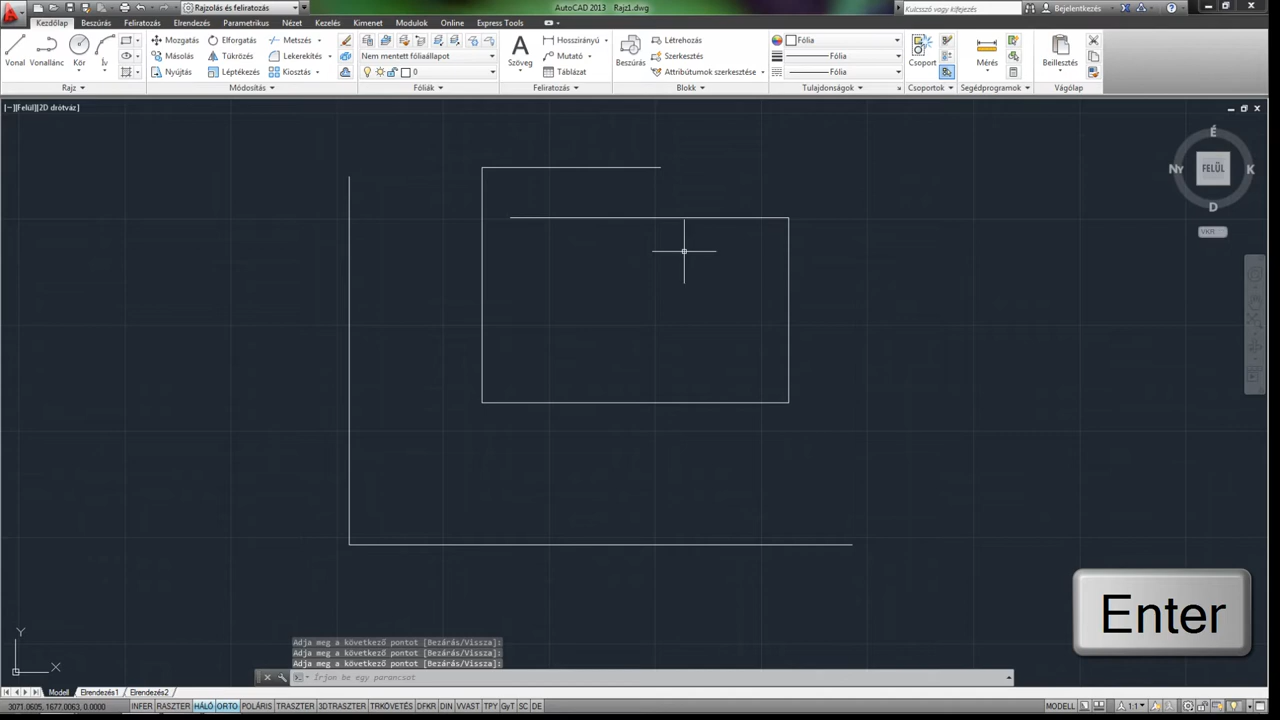 Rajzolás és feliratozás
AutoCAD 2013 Rajz1.dwg
Kulcsszó vagy kifejezés
Bejelentkezés
Kezdőlap Beszúrás Feliratozás Elrendezés Parametrikus Nézet Kezelés Kimenet Modulok Online Express Tools
Vonal Vonallánc Kör Ív
Mozgatás Elforgatás Metszés
Másolás Tükrözés Lekerekítés
Nyújtás Léptékezés Kiosztás
Nem mentett fóliaállapot
0
Szöveg
Hosszirányú
Mutató
Táblázat
Beszúrás
Létrehozás
Szerkesztés
Attribútumok szerkesztése
Fólia
Fólia
Fólia
Csoport
Mérés
Beillesztés
Rajz Módosítás Fóliák Feliratozás Blokk Tulajdonságok Csoportok Segédprogramok Vágólap
[−][Felül][2D drótváz]
É
Ny FELÜL K
D
VKR
Enter
Y
X
Adja meg a következő pontot [Bezárás/Vissza]:
Adja meg a következő pontot [Bezárás/Vissza]:
Adja meg a következő pontot [Bezárás/Vissza]:
Írjon be egy parancsot
Modell Elrendezés1 Elrendezés2
3071.0605, 1677.0063, 0.0000 INFER RASZTER HÁLÓ ORTO POLÁRIS TRASZTER 3DTRASZTER TRKÖVETÉS DFKR DIN VVAST TPY GyT SC DE MODELL 1:1